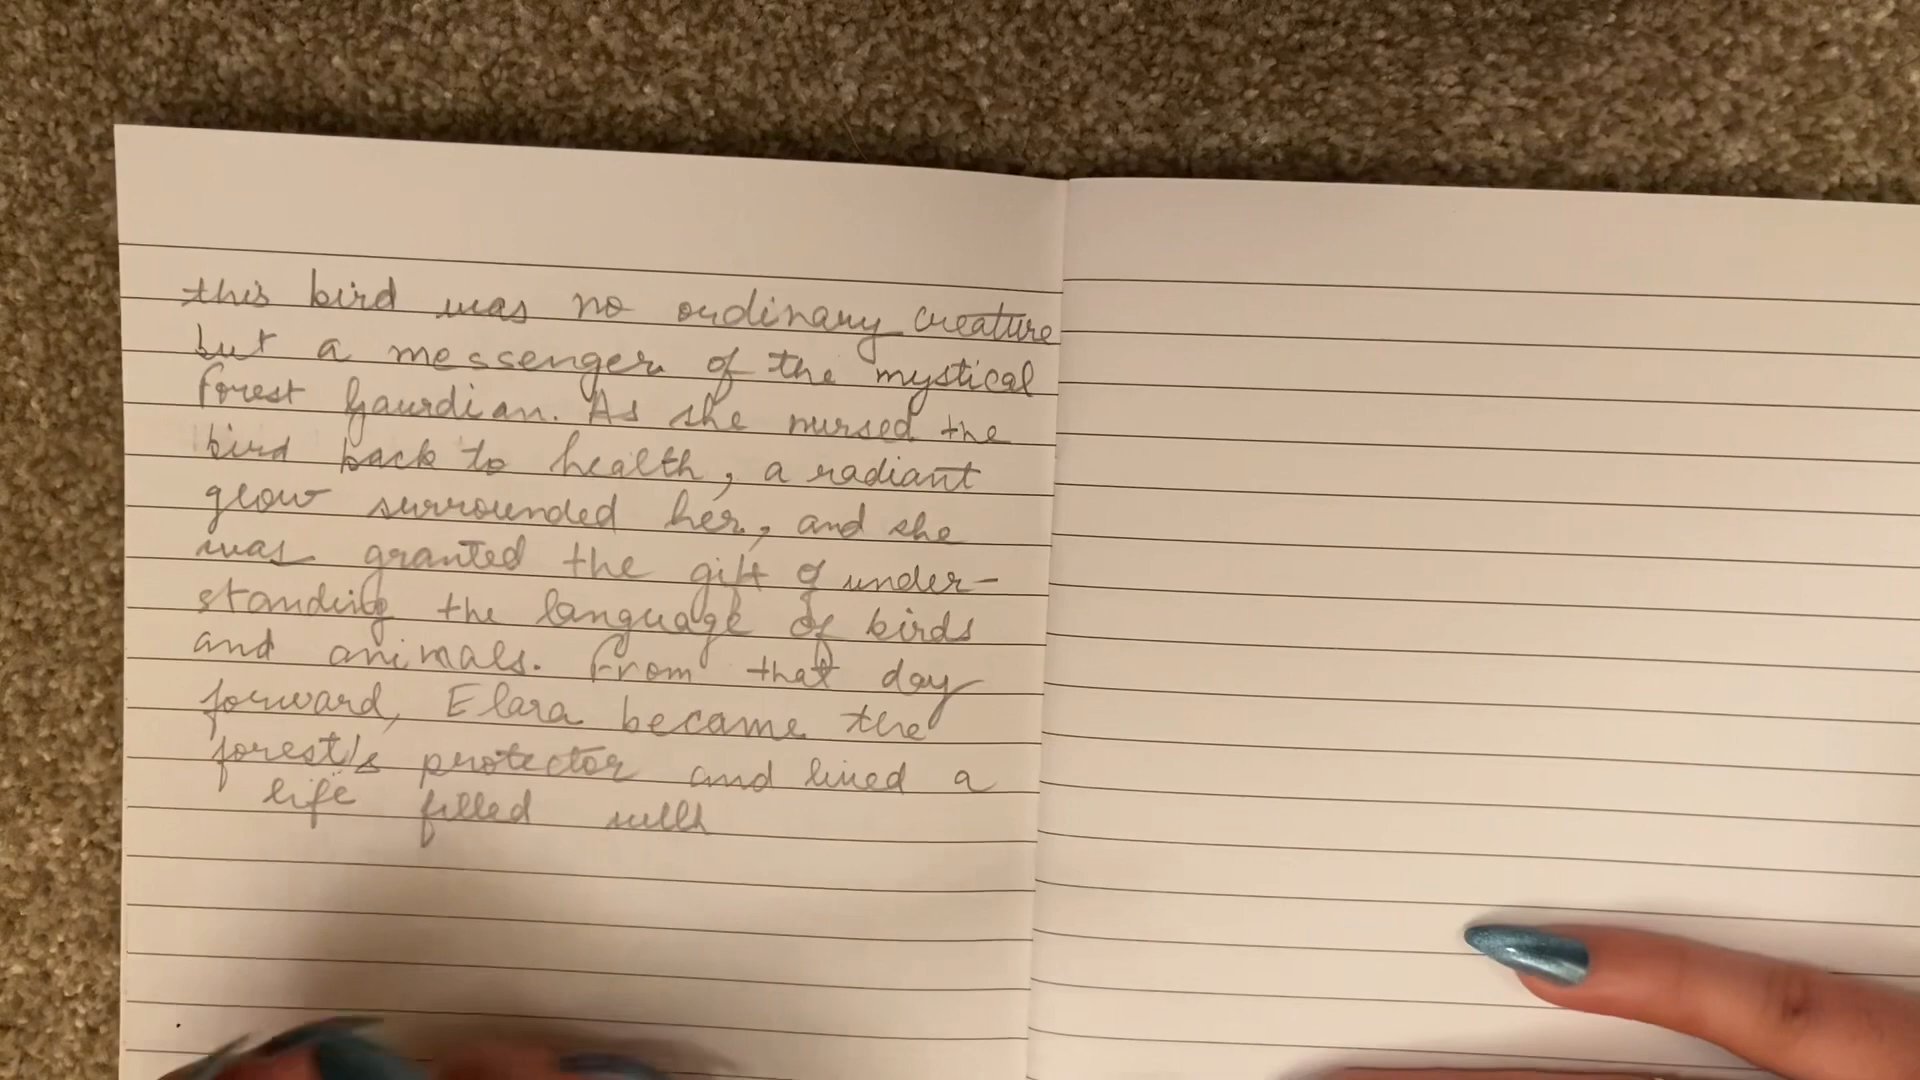 this bird was no ordinary creature
but a messenger of the mystical
forest Gaurdian. As she nursed the
bird back to health, a radiant
glow surrounded her, and she
was granted the gift of under-
standing the language of birds
and animals. From that day
forward, Elara became the
forest's protector and lived a
life filled with